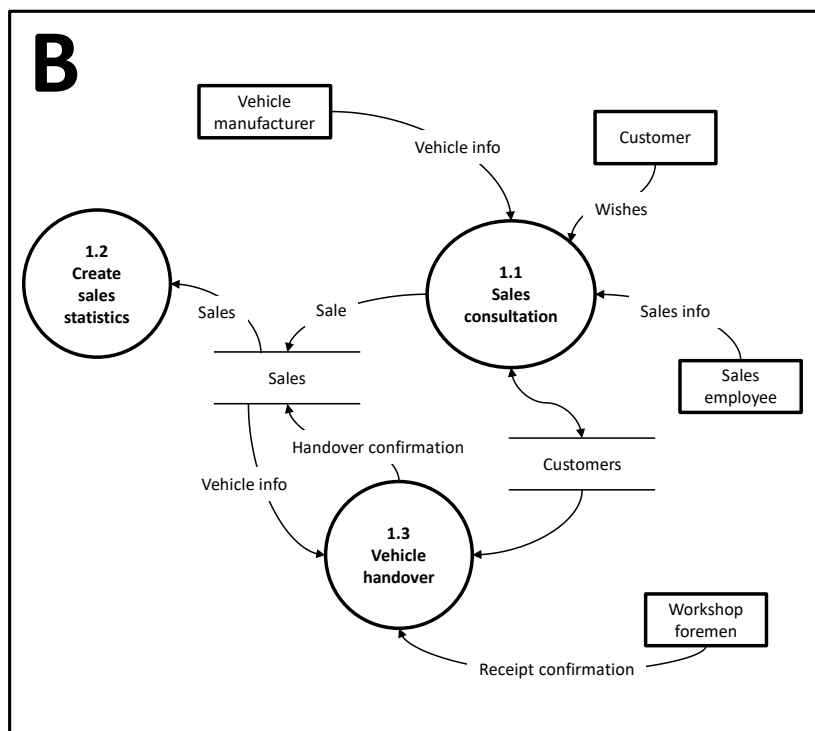 B
Vehicle
manufacturer
Customer
Vehicle info
Wishes
1.2
Create
sales
statistics
1.1
Sales
consultation
Sales
Sale
Sales info
Sales
Sales
employee
Handover confirmation
Customers
Vehicle info
1.3
Vehicle
handover
Workshop
foremen
Receipt confirmation